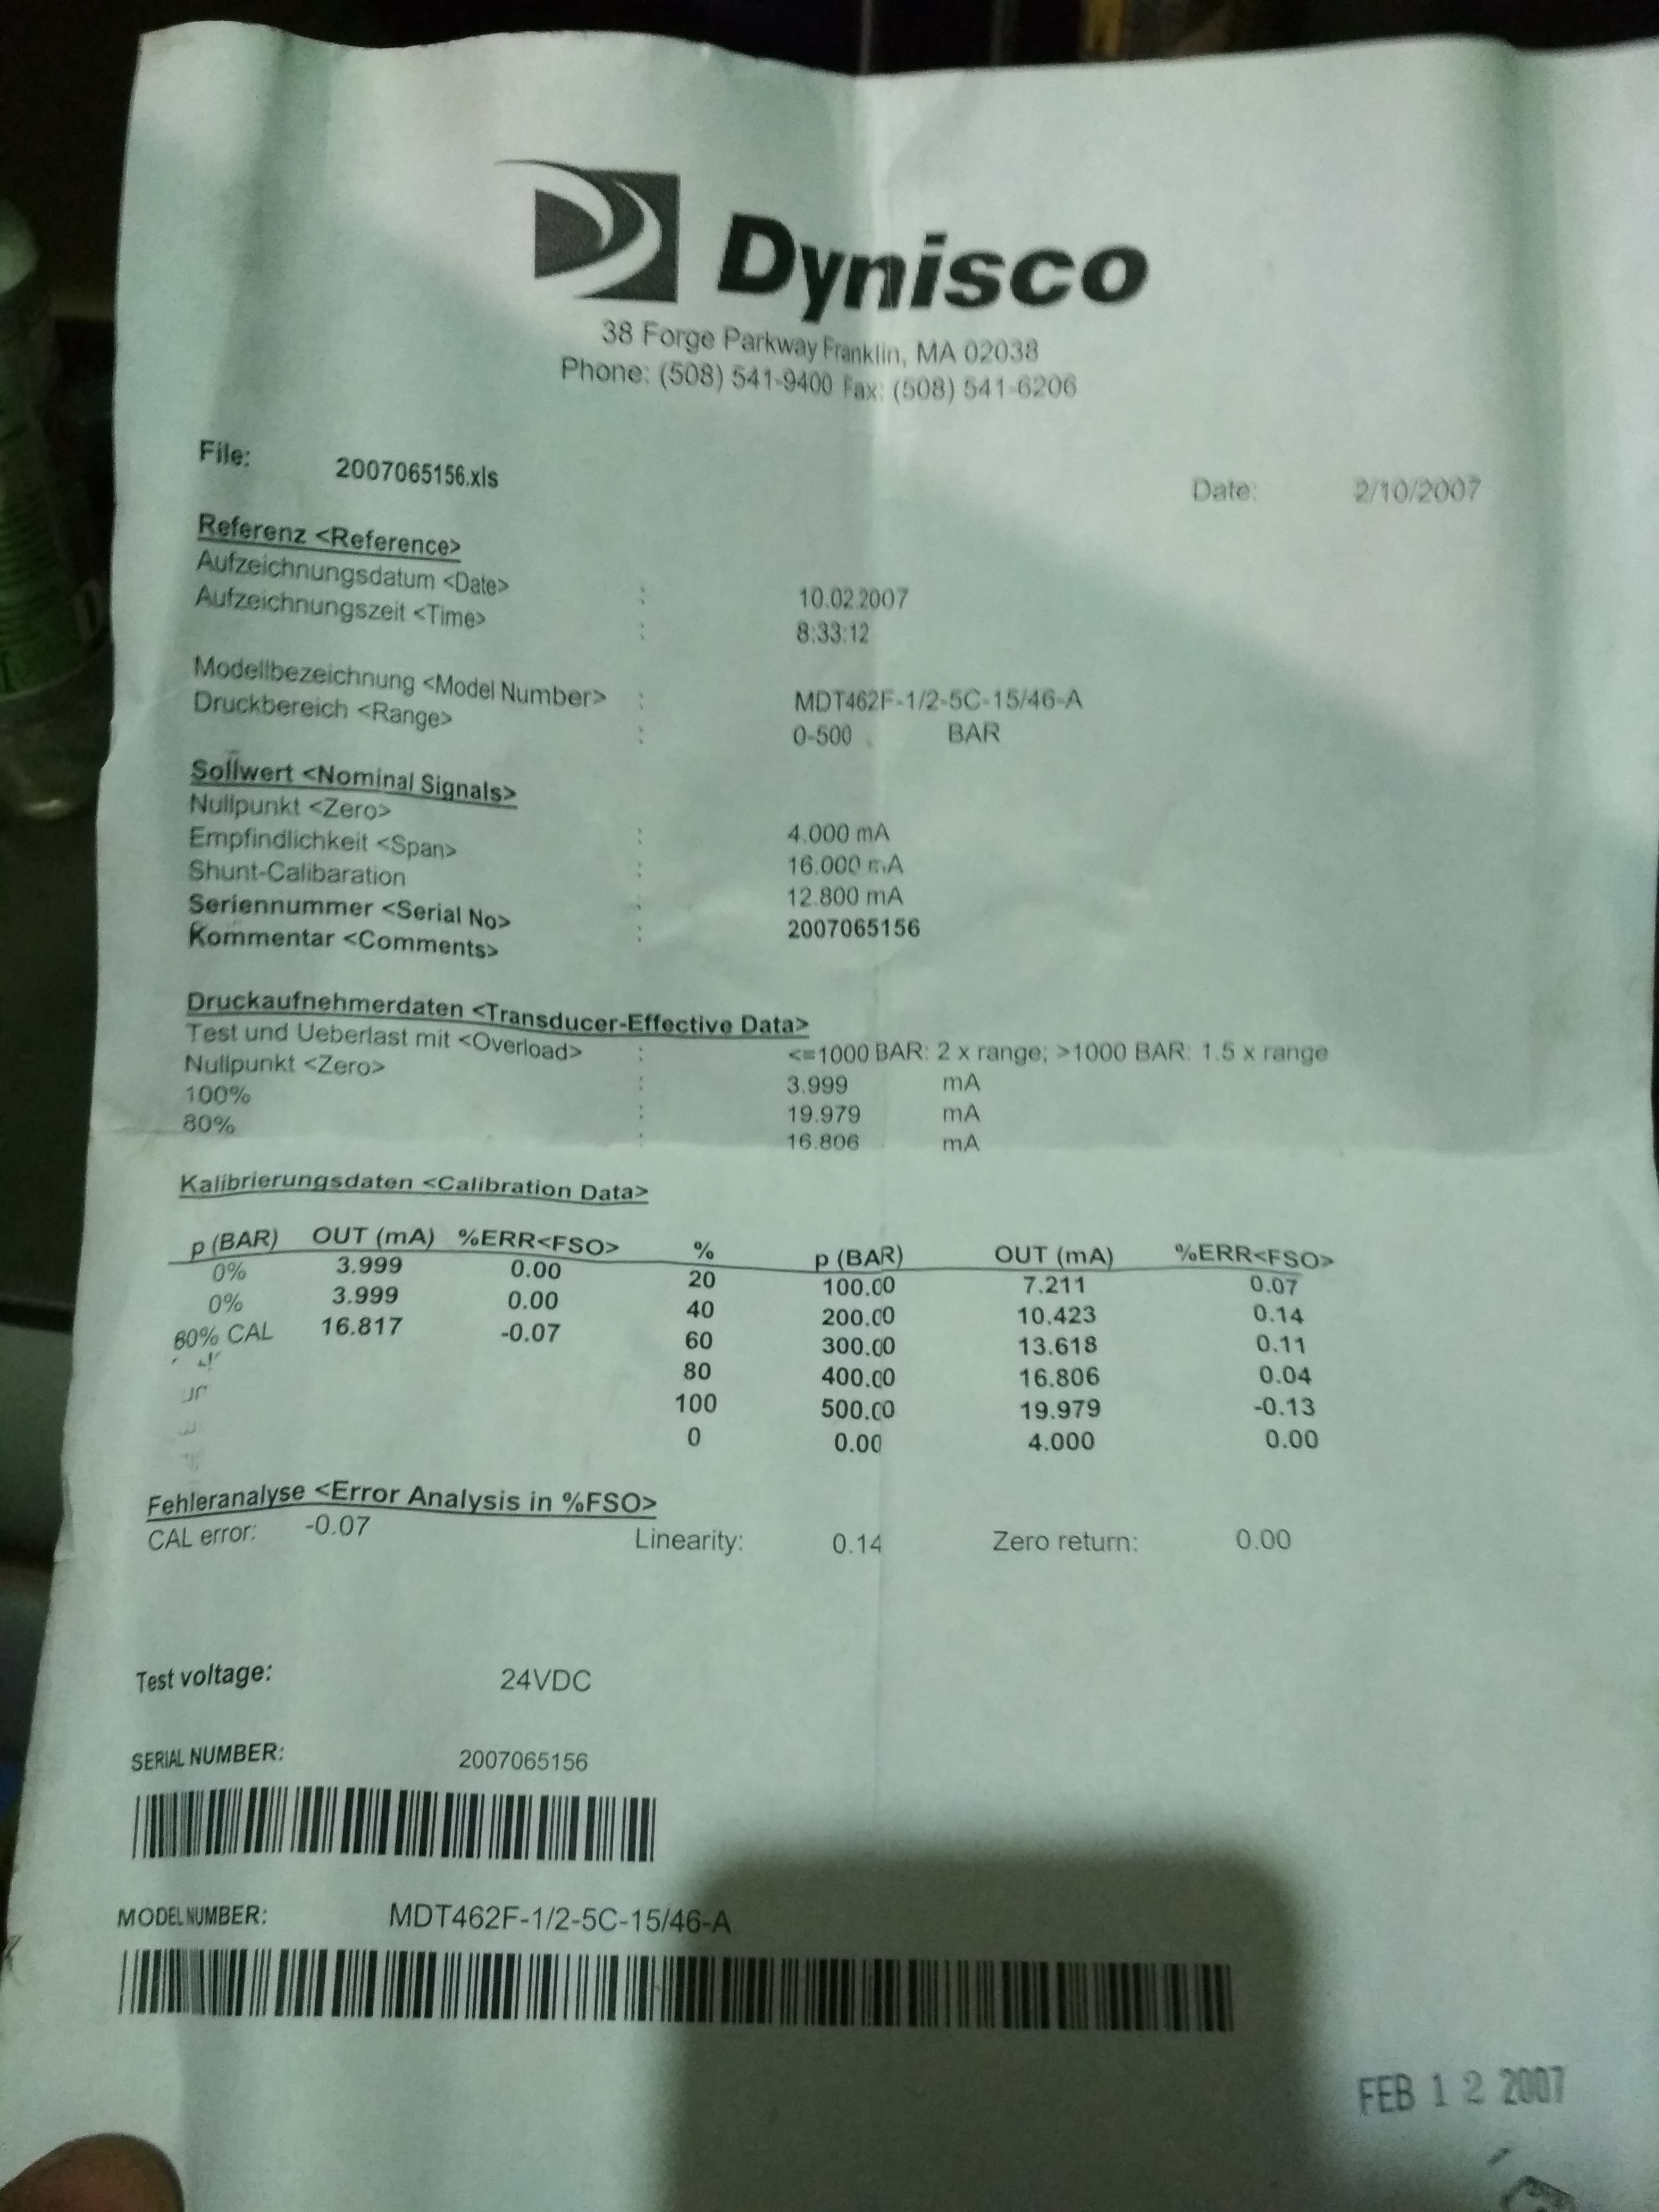 Dynisco
38 Forge Parkway Franklin, MA 02038
Phone: (508) 541-9400 Fax: (508) 541-6206
File: 2007065156.xls Date: 2/10/2007
Referenz <Reference>
Aufzeichnungsdatum <Date> : 10.02.2007
Aufzeichnungszeit <Time> : 8:33:12
Modellbezeichnung <Model Number> : MDT462F-1/2-5C-15/46-A
Druckbereich <Range> : 0-500 BAR
Sollwert <Nominal Signals>
Nullpunkt <Zero> : 4.000 mA
Empfindlichkeit <Span> : 16.000 mA
Shunt-Calibaration : 12.800 mA
Seriennummer <Serial No> : 2007065156
Kommentar <Comments>
Druckaufnehmerdaten <Transducer-Effective Data>
Test und Ueberlast mit <Overload> : <=1000 BAR: 2 x range; >1000 BAR: 1.5 x range
Nullpunkt <Zero> : 3.999 mA
100% : 19.979 mA
80% : 16.806 mA
Kalibrierungsdaten <Calibration Data>
p (BAR) OUT (mA) %ERR<FSO> % p (BAR) OUT (mA) %ERR<FSO>
0% 3.999 0.00 20 100.00 7.211 0.07
0% 3.999 0.00 40 200.00 10.423 0.14
80% CAL 16.817 -0.07 60 300.00 13.618 0.11
80 400.00 16.806 0.04
100 500.00 19.979 -0.13
0 0.00 4.000 0.00
Fehleranalyse <Error Analysis in %FSO>
CAL error: -0.07 Linearity: 0.14 Zero return: 0.00
Test voltage: 24VDC
SERIAL NUMBER: 2007065156
MODEL NUMBER: MDT462F-1/2-5C-15/46-A
FEB 12 2007